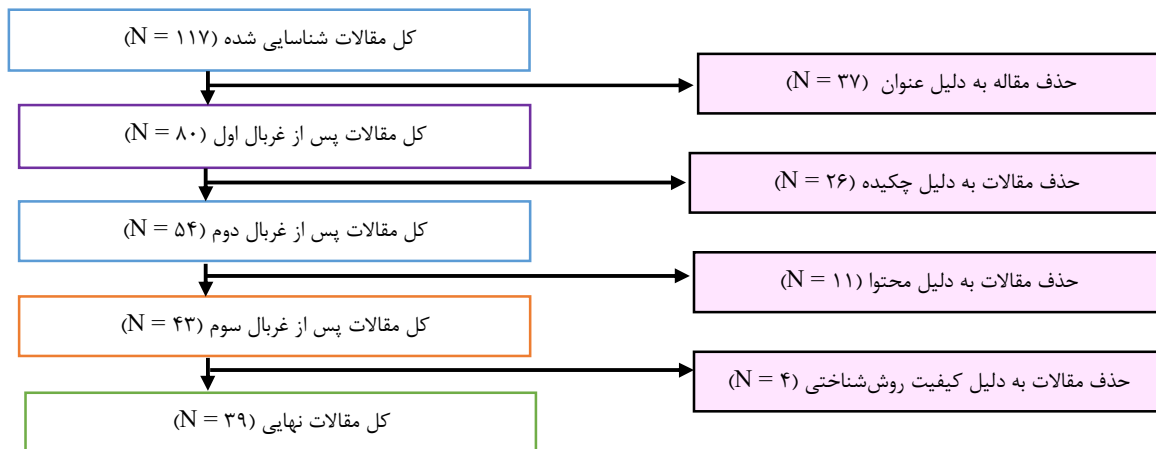 کل مقالات شناسایی شده (N = ۱۱۷)
حذف مقاله به دلیل عنوان (N = ۳۷)
کل مقالات پس از غربال اول (N = ۸۰)
حذف مقالات به دلیل چکیده (N = ۲۶)
کل مقالات پس از غربال دوم (N = ۵۴)
حذف مقالات به دلیل محتوا (N = ۱۱)
کل مقالات پس از غربال سوم (N = ۴۳)
حذف مقالات به دلیل کیفیت روش‌شناختی (N = ۴)
کل مقالات نهایی (N = ۳۹)